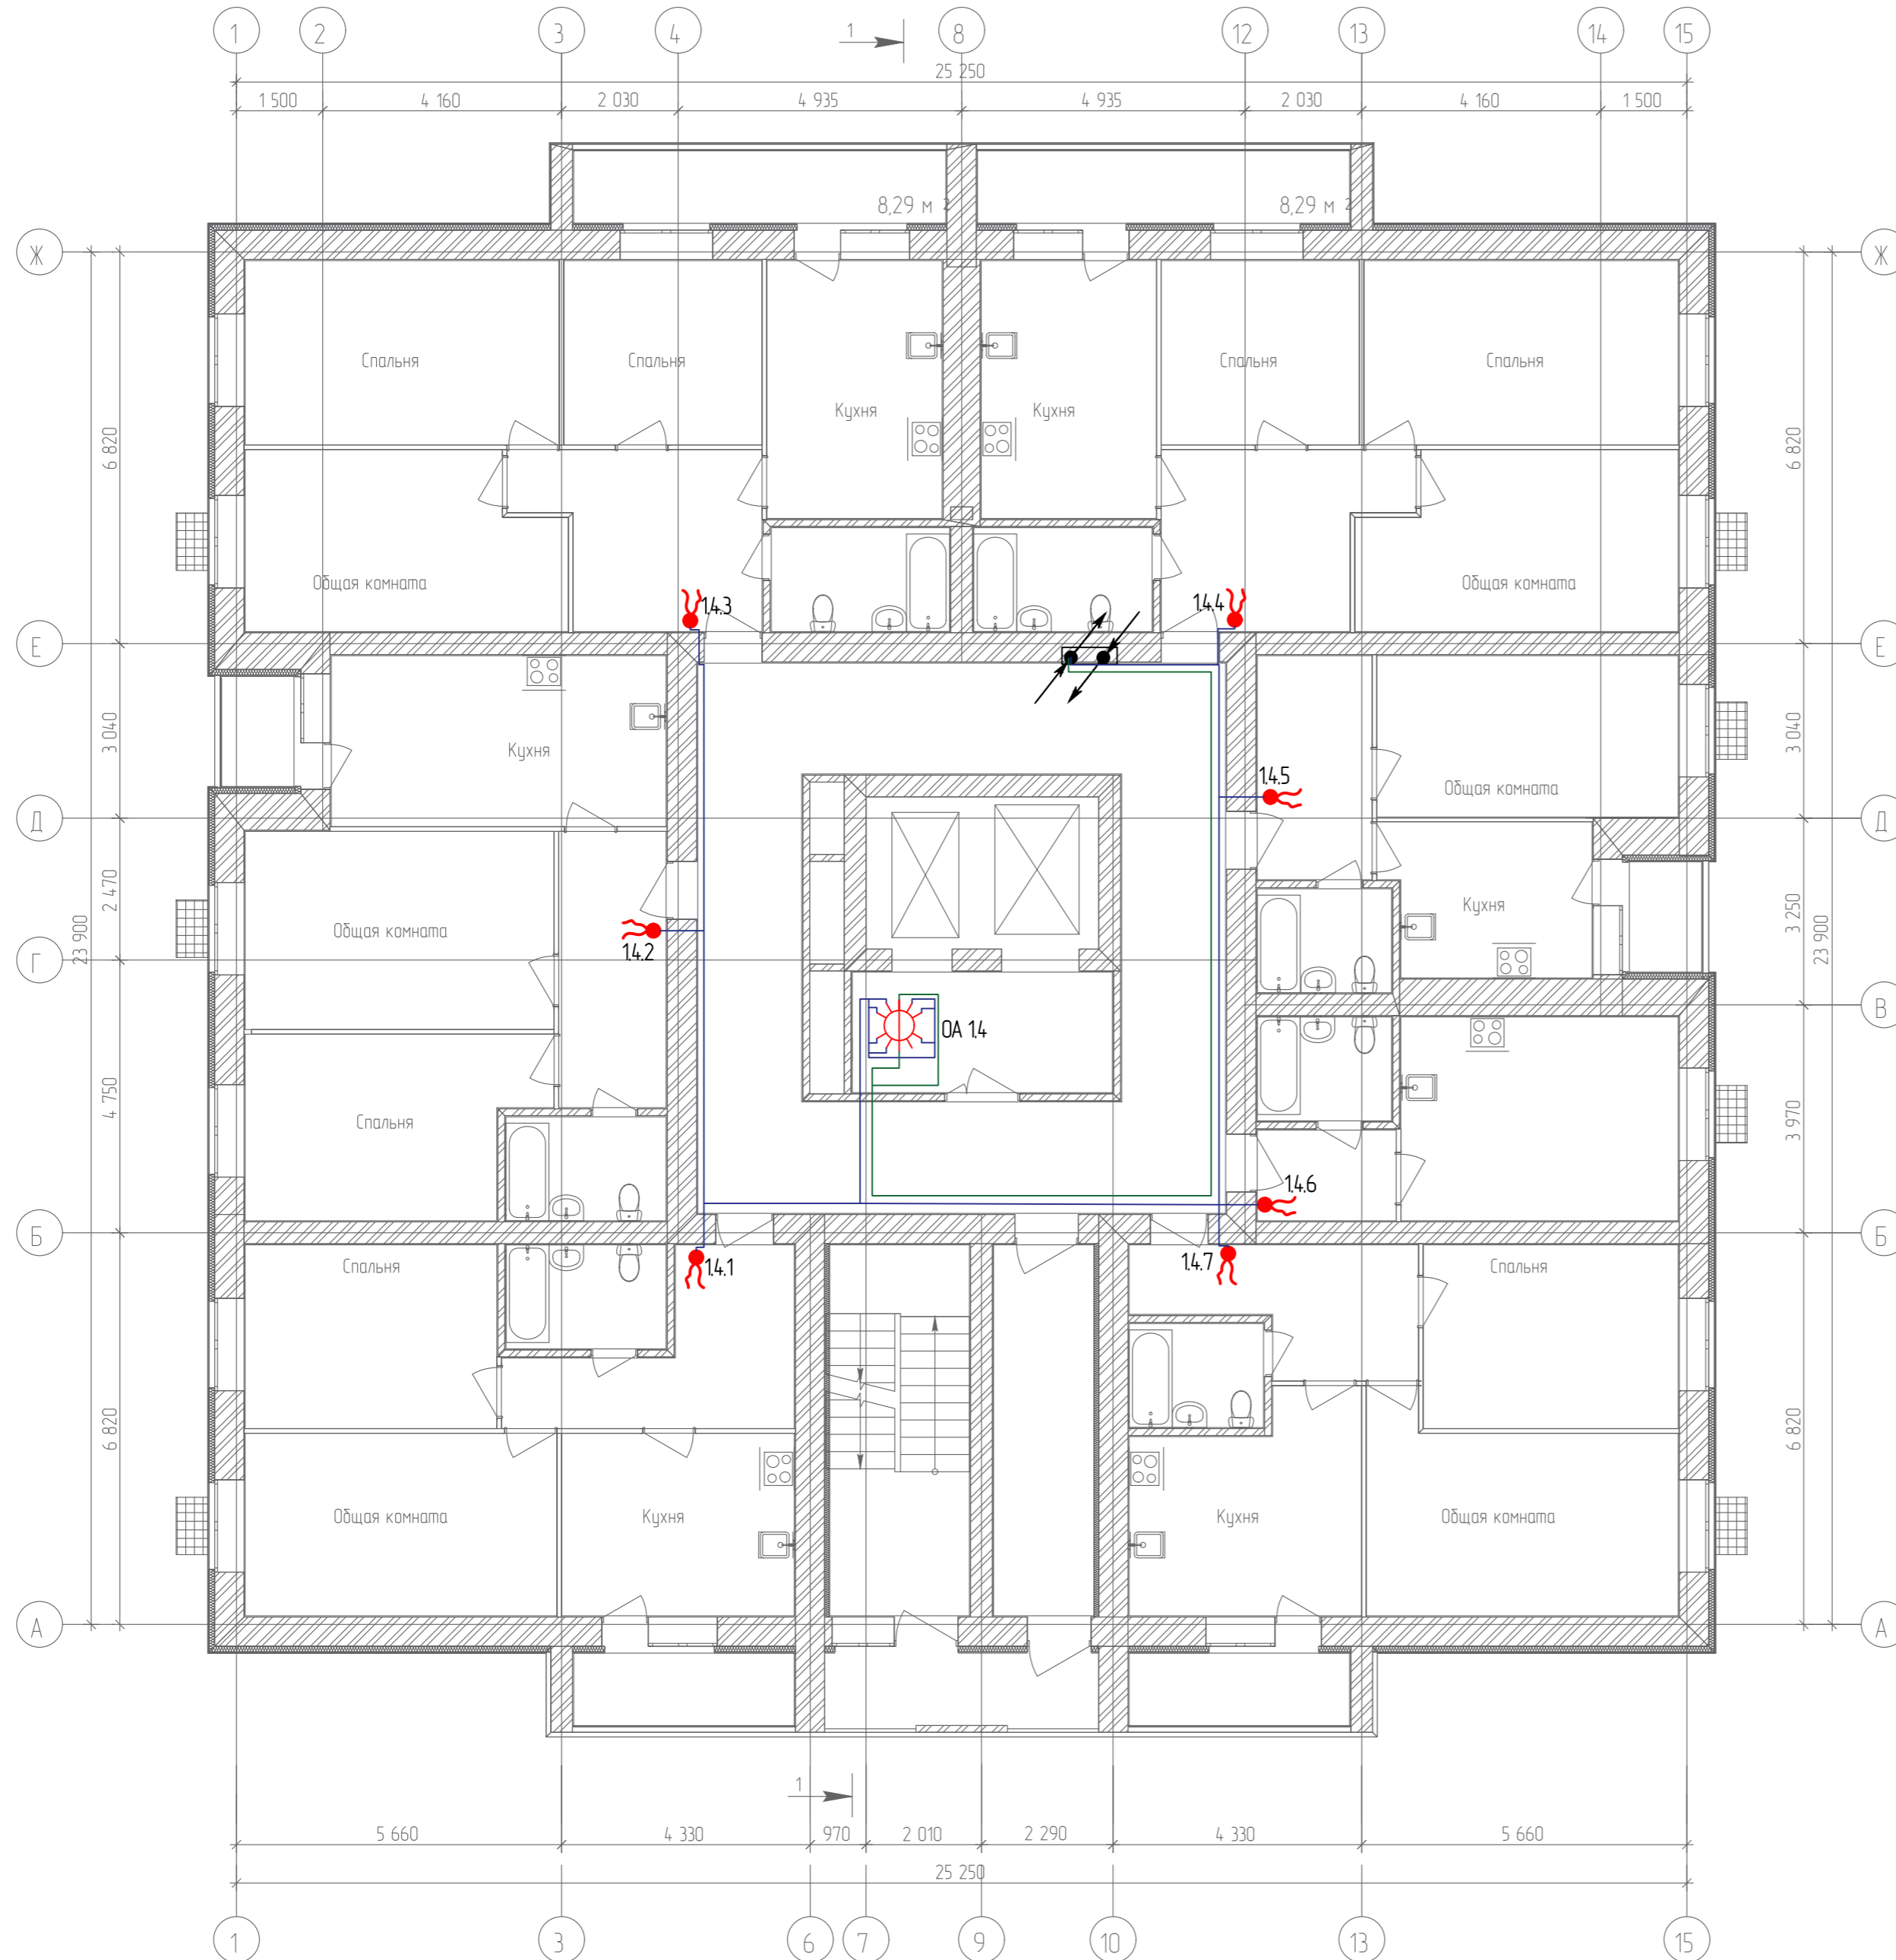 1 2 3 4 8 12 13 14 15
1
25 250
1 500 4 160 2 030 4 935 4 935 2 030 4 160 1 500
8,29 м 2 8,29 м 2
Ж Ж
Спальня Спальня Спальня Спальня
Кухня Кухня
6 820 6 820
Общая комната Общая комната
1.4.3 1.4.4
Е Е
3 040 3 040
Кухня
1.4.5
Общая комната
Д Д
2 470 3 250
Кухня
Общая комната
23 900 23 900
1.4.2
Г
В
ОА 1.4
4 750 3 970
Спальня
1.4.6
Б Б
1.4.1 1.4.7
Спальня Спальня
6 820 6 820
Общая комната Кухня Кухня Общая комната
А А
1
5 660 4 330 970 2 010 2 290 4 330 5 660
25 250
1 3 6 7 9 10 13 15